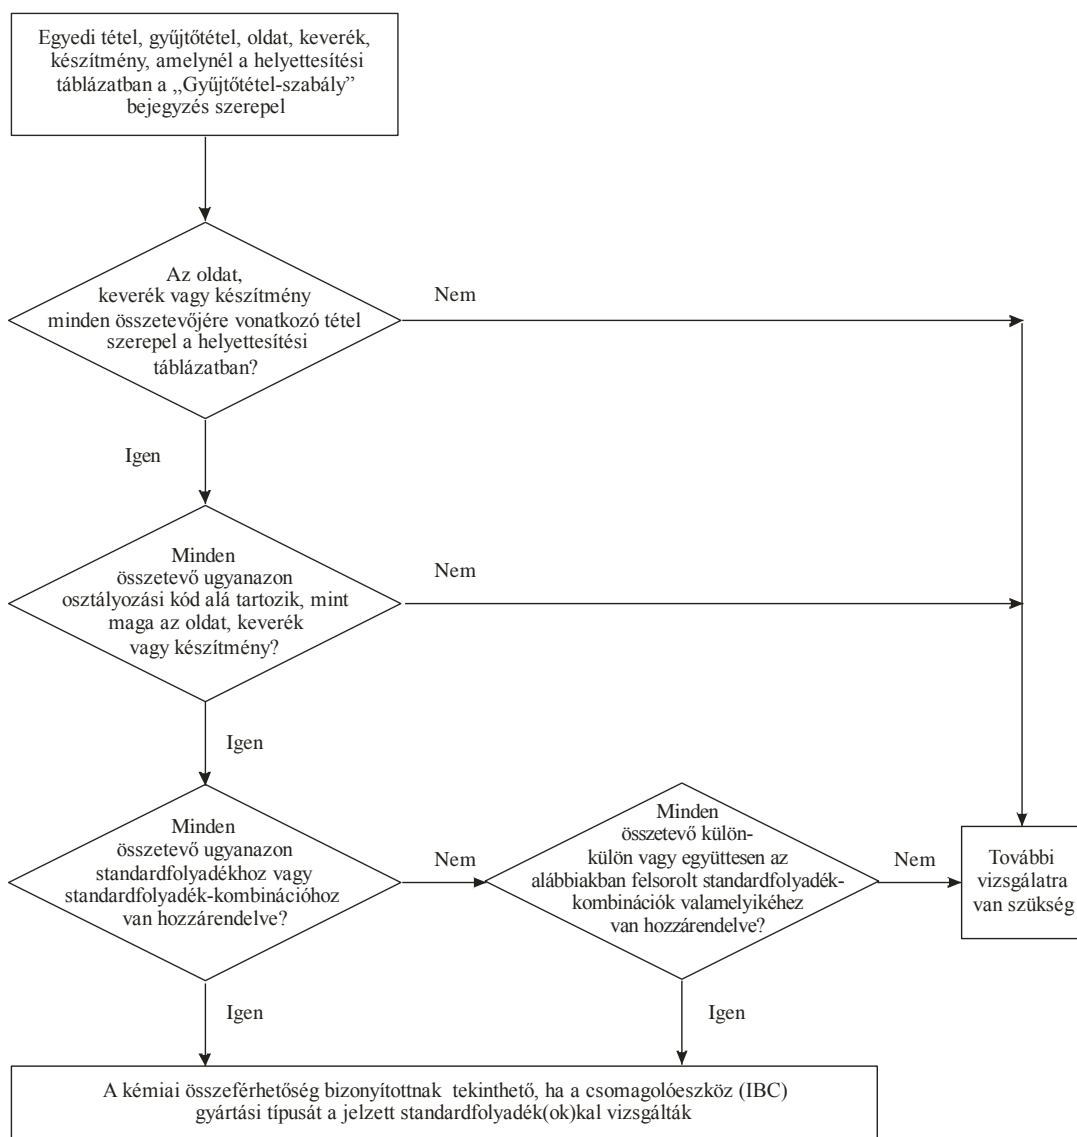 Egyedi tétel, gyűjtőtétel, oldat, keverék,
készítmény, amelynél a helyettesítési
táblázatban a „Gyűjtőtétel-szabály”
bejegyzés szerepel
Az oldat,
keverék vagy készítmény
minden összetevőjére vonatkozó tétel
szerepel a helyettesítési
táblázatban?
Nem
Igen
Minden
összetevő ugyanazon
osztályozási kód alá tartozik, mint
maga az oldat, keverék
vagy készítmény?
Nem
Igen
Minden
összetevő ugyanazon
standardfolyadékhoz vagy
standardfolyadék-kombinációhoz
van hozzárendelve?
Nem
Minden
összetevő külön-
külön vagy együttesen az
alábbiakban felsorolt standardfolyadék-
kombinációk valamelyikéhez
van hozzárendelve?
Nem
További
vizsgálatra
van szükség
Igen
Igen
A kémiai összeférhetőség bizonyítottnak tekinthető, ha a csomagolóeszköz (IBC)
gyártási típusát a jelzett standardfolyadék(ok)kal vizsgálták